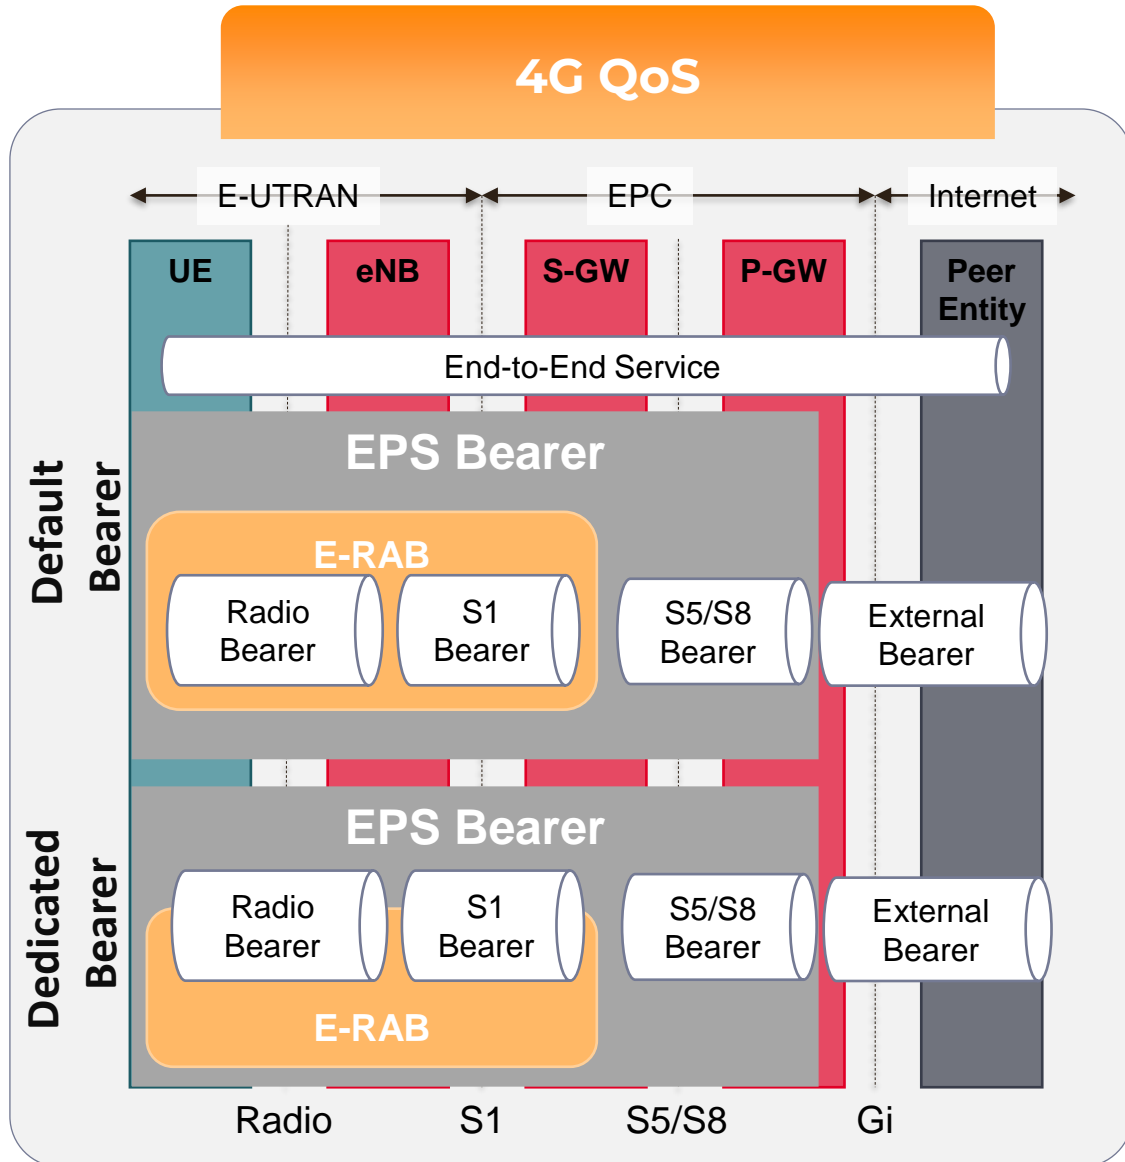 4G QoS
E-UTRAN
EPC
Internet
UE
eNB
S-GW
P-GW
Peer
Entity
End-to-End Service
Default
Bearer
EPS Bearer
E-RAB
Radio
Bearer
S1
Bearer
S5/S8
Bearer
External
Bearer
Dedicated
Bearer
EPS Bearer
Radio
Bearer
S1
Bearer
S5/S8
Bearer
External
Bearer
E-RAB
Radio
S1
S5/S8
Gi